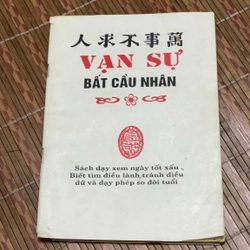 人求不事萬
VẠN SỰ
BẤT CẦU NHÂN
Sách dạy xem ngày tốt xấu.
Biết tìm điều lành, tránh điều
dữ và dạy phép so đôi tuổi